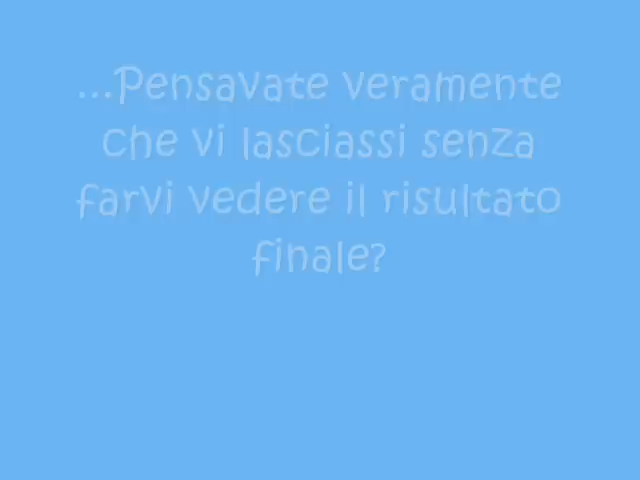 ...Pensavate veramente
che vi lasciassi senza
farvi vedere il risultato
finale?